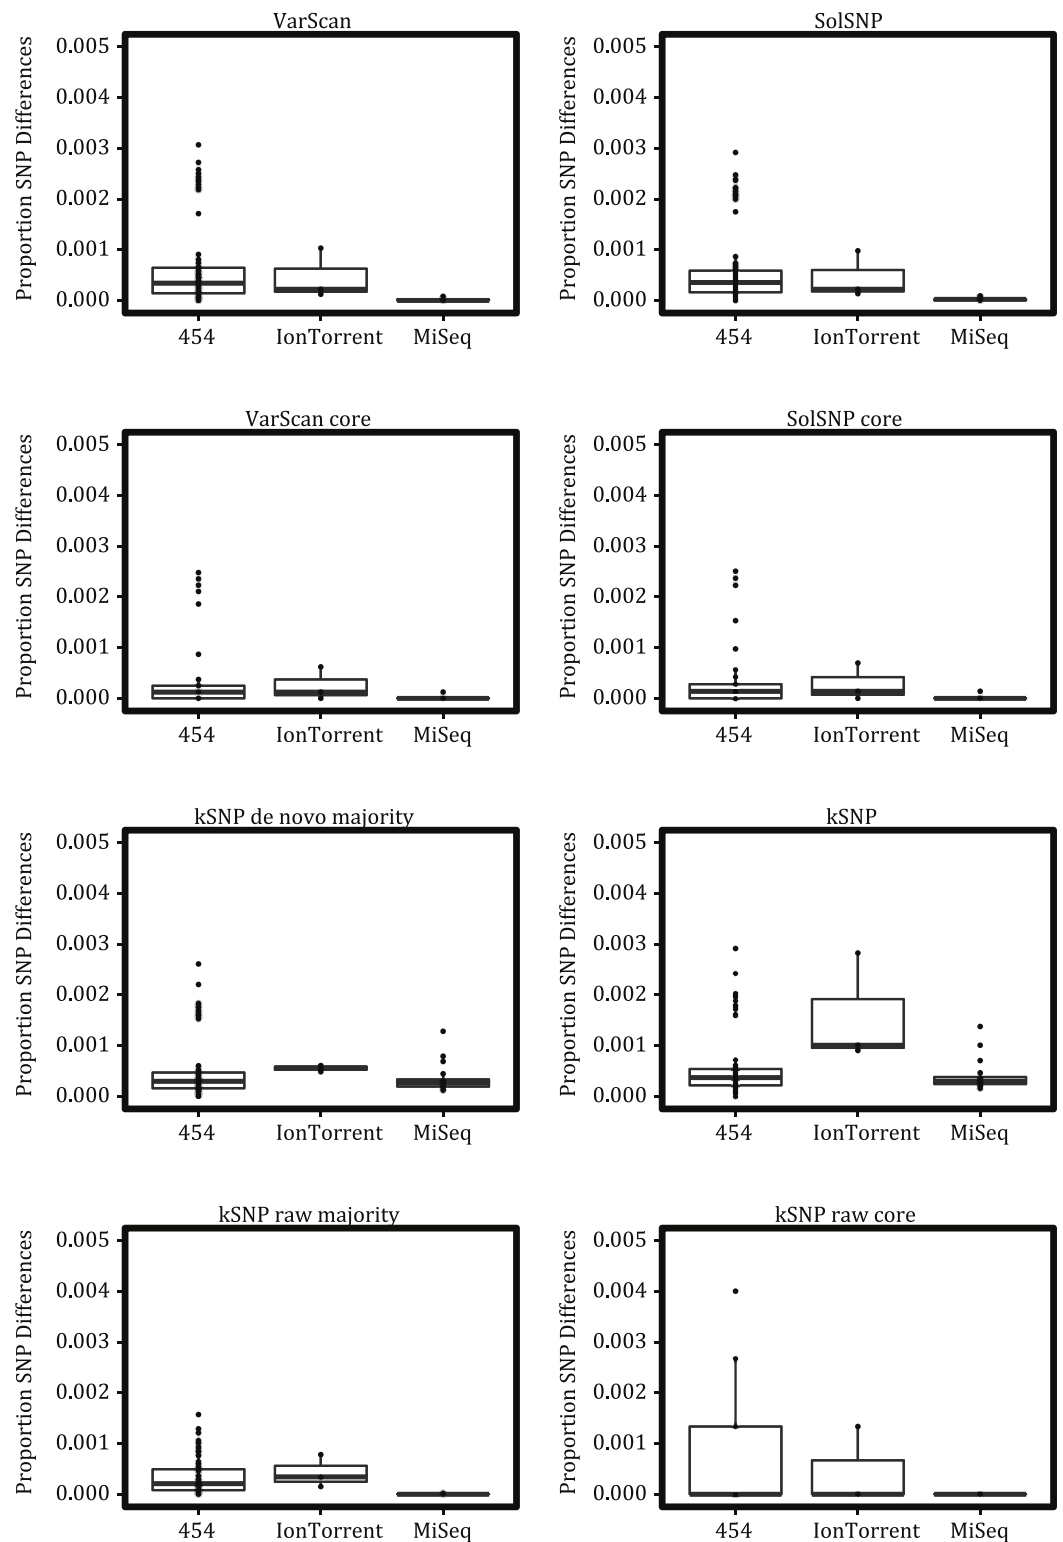 VarScan
Proportion SNP Differences
0.005
0.004
0.003
0.002
0.001
0.000
454 IonTorrent MiSeq
SolSNP
Proportion SNP Differences
0.005
0.004
0.003
0.002
0.001
0.000
454 IonTorrent MiSeq
VarScan core
Proportion SNP Differences
0.005
0.004
0.003
0.002
0.001
0.000
454 IonTorrent MiSeq
SolSNP core
Proportion SNP Differences
0.005
0.004
0.003
0.002
0.001
0.000
454 IonTorrent MiSeq
kSNP de novo majority
Proportion SNP Differences
0.005
0.004
0.003
0.002
0.001
0.000
454 IonTorrent MiSeq
kSNP
Proportion SNP Differences
0.005
0.004
0.003
0.002
0.001
0.000
454 IonTorrent MiSeq
kSNP raw majority
Proportion SNP Differences
0.005
0.004
0.003
0.002
0.001
0.000
454 IonTorrent MiSeq
kSNP raw core
Proportion SNP Differences
0.005
0.004
0.003
0.002
0.001
0.000
454 IonTorrent MiSeq